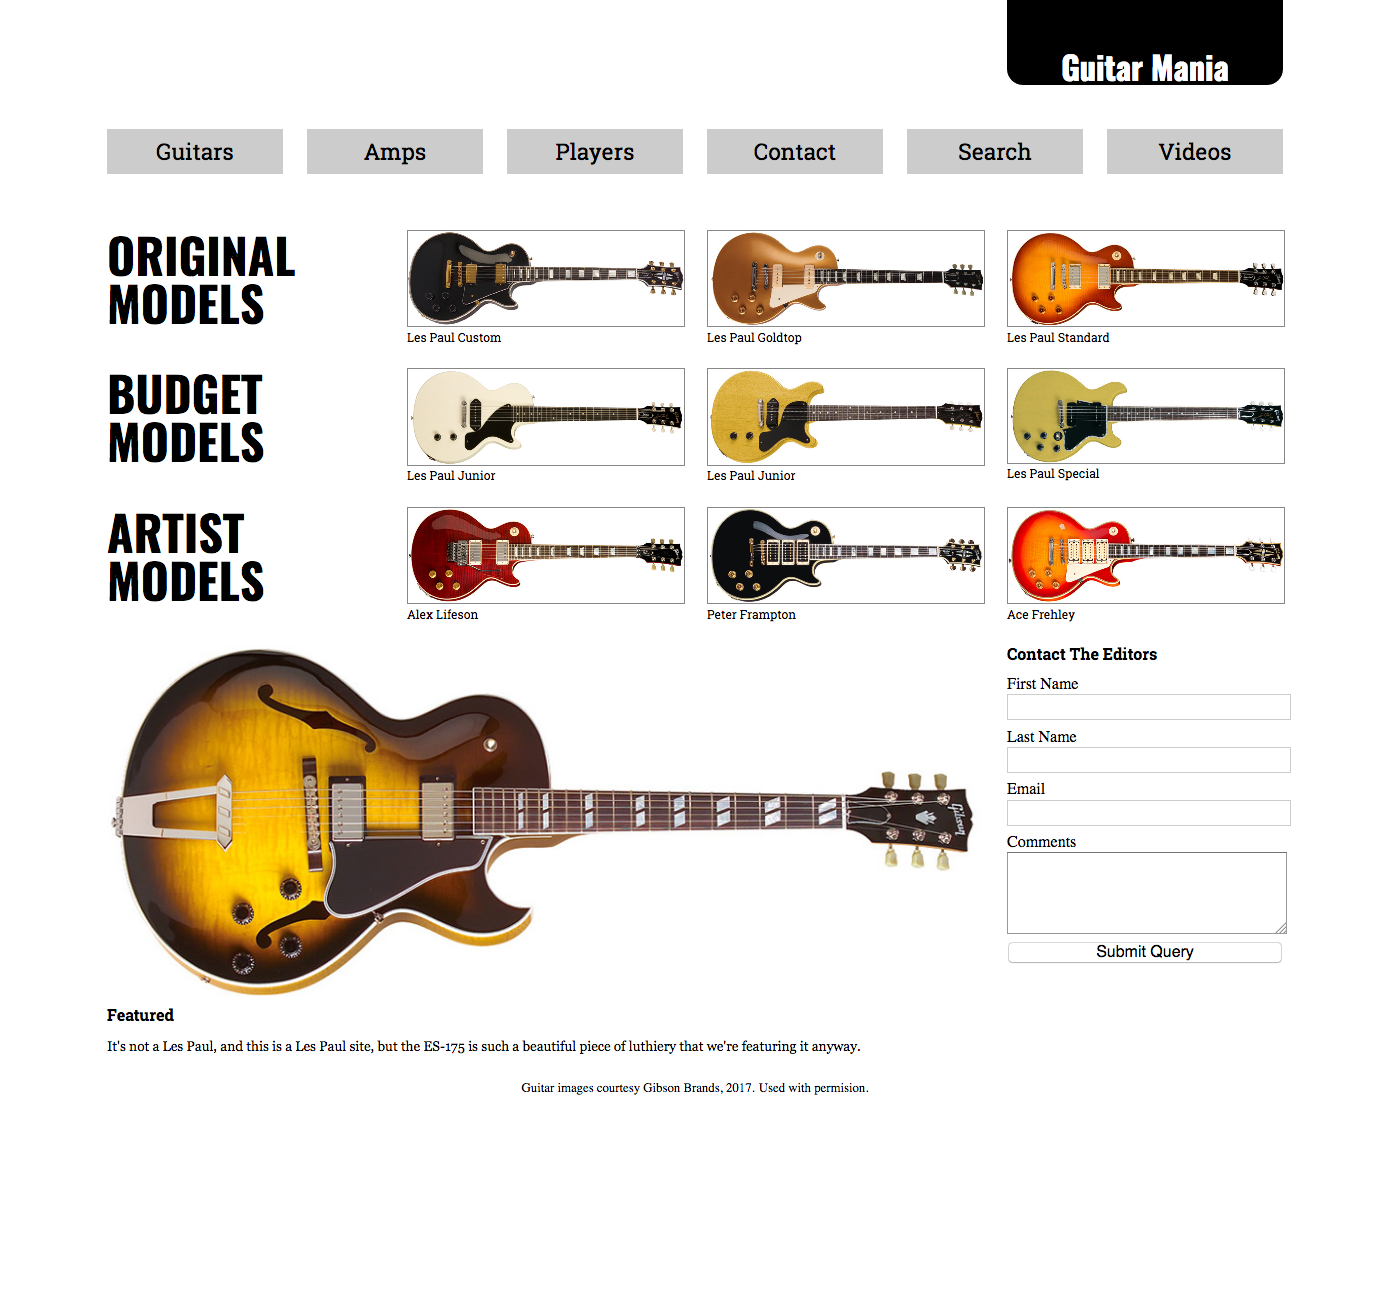 Guitar Mania
Guitars
Amps
Players
Contact
Search
Videos
ORIGINAL
MODELS
Les Paul Custom
Les Paul Goldtop
Les Paul Standard
BUDGET
MODELS
Les Paul Junior
Les Paul Junior
Les Paul Special
ARTIST
MODELS
Alex Lifeson
Peter Frampton
Ace Frehley
Gibson
Featured
It's not a Les Paul, and this is a Les Paul site, but the ES-175 is such a beautiful piece of luthiery that we're featuring it anyway.
Contact The Editors
First Name
Last Name
Email
Comments
Submit Query
Guitar images courtesy Gibson Brands, 2017. Used with permision.